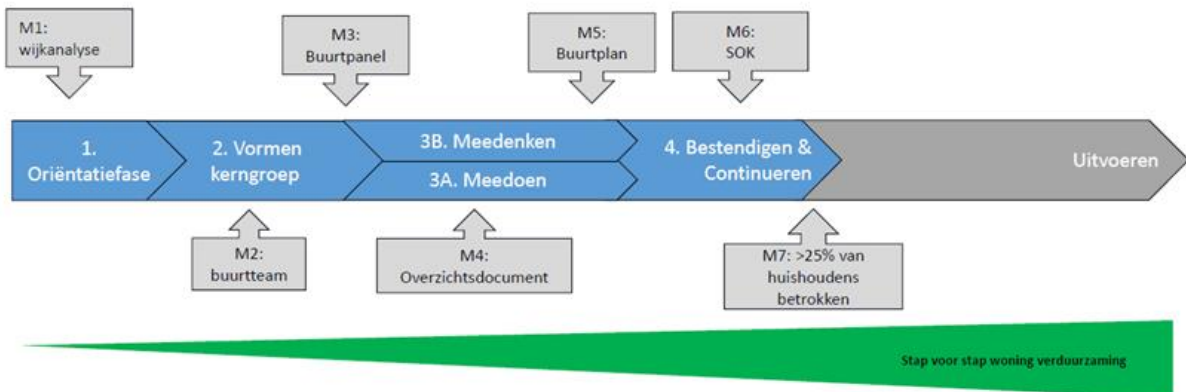 M1:
wijkanalyse
M3:
Buurtpanel
M5:
Buurtplan
M6:
SOK
1.
Oriëntatiefase
2. Vormen
kerngroep
3B. Meedenken
3A. Meedoen
4. Bestendigen &
Continueren
Uitvoeren
M2:
buurtteam
M4:
Overzichtsdocument
M7: >25% van
huishoudens
betrokken
Stap voor stap woning verduurzaming